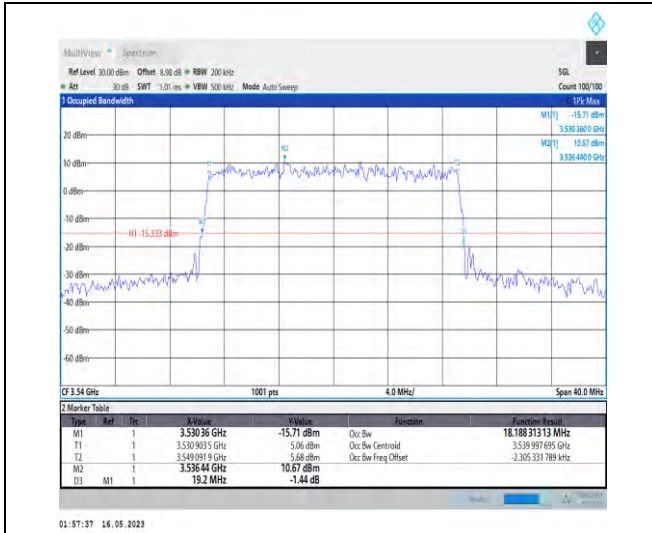 MultiView Spectrum
Ref Level 30.00 dBm Offset 8.98 dB RBW 200 kHz SGL
Att 30 dB SWT 1.01 ms VBW 500 kHz Mode Auto Sweep Count 100/100
1 Occupied Bandwidth 1Pk Max
M1[1] -15.71 dBm
3.530 360 0 GHz
M2[1] 10.67 dBm
3.536 440 0 GHz
20 dBm
M2
10 dBm
T1 T2
0 dBm
-10 dBm
M1
H1 -15.333 dBm
D3
-20 dBm
-30 dBm
-40 dBm
-50 dBm
-60 dBm
CF 3.54 GHz 1001 pts 4.0 MHz/ Span 40.0 MHz
2 Marker Table
Type Ref Trc X-Value Y-Value Function Function Result
M1 1 3.530 36 GHz -15.71 dBm Occ Bw 18.188 313 13 MHz
T1 1 3.530 903 5 GHz 5.06 dBm Occ Bw Centroid 3.539 997 695 GHz
T2 1 3.549 091 9 GHz 5.68 dBm Occ Bw Freq Offset -2.305 331 789 kHz
M2 1 3.536 44 GHz 10.67 dBm
D3 M1 1 19.2 MHz -1.44 dB
01:57:37 16.05.2023